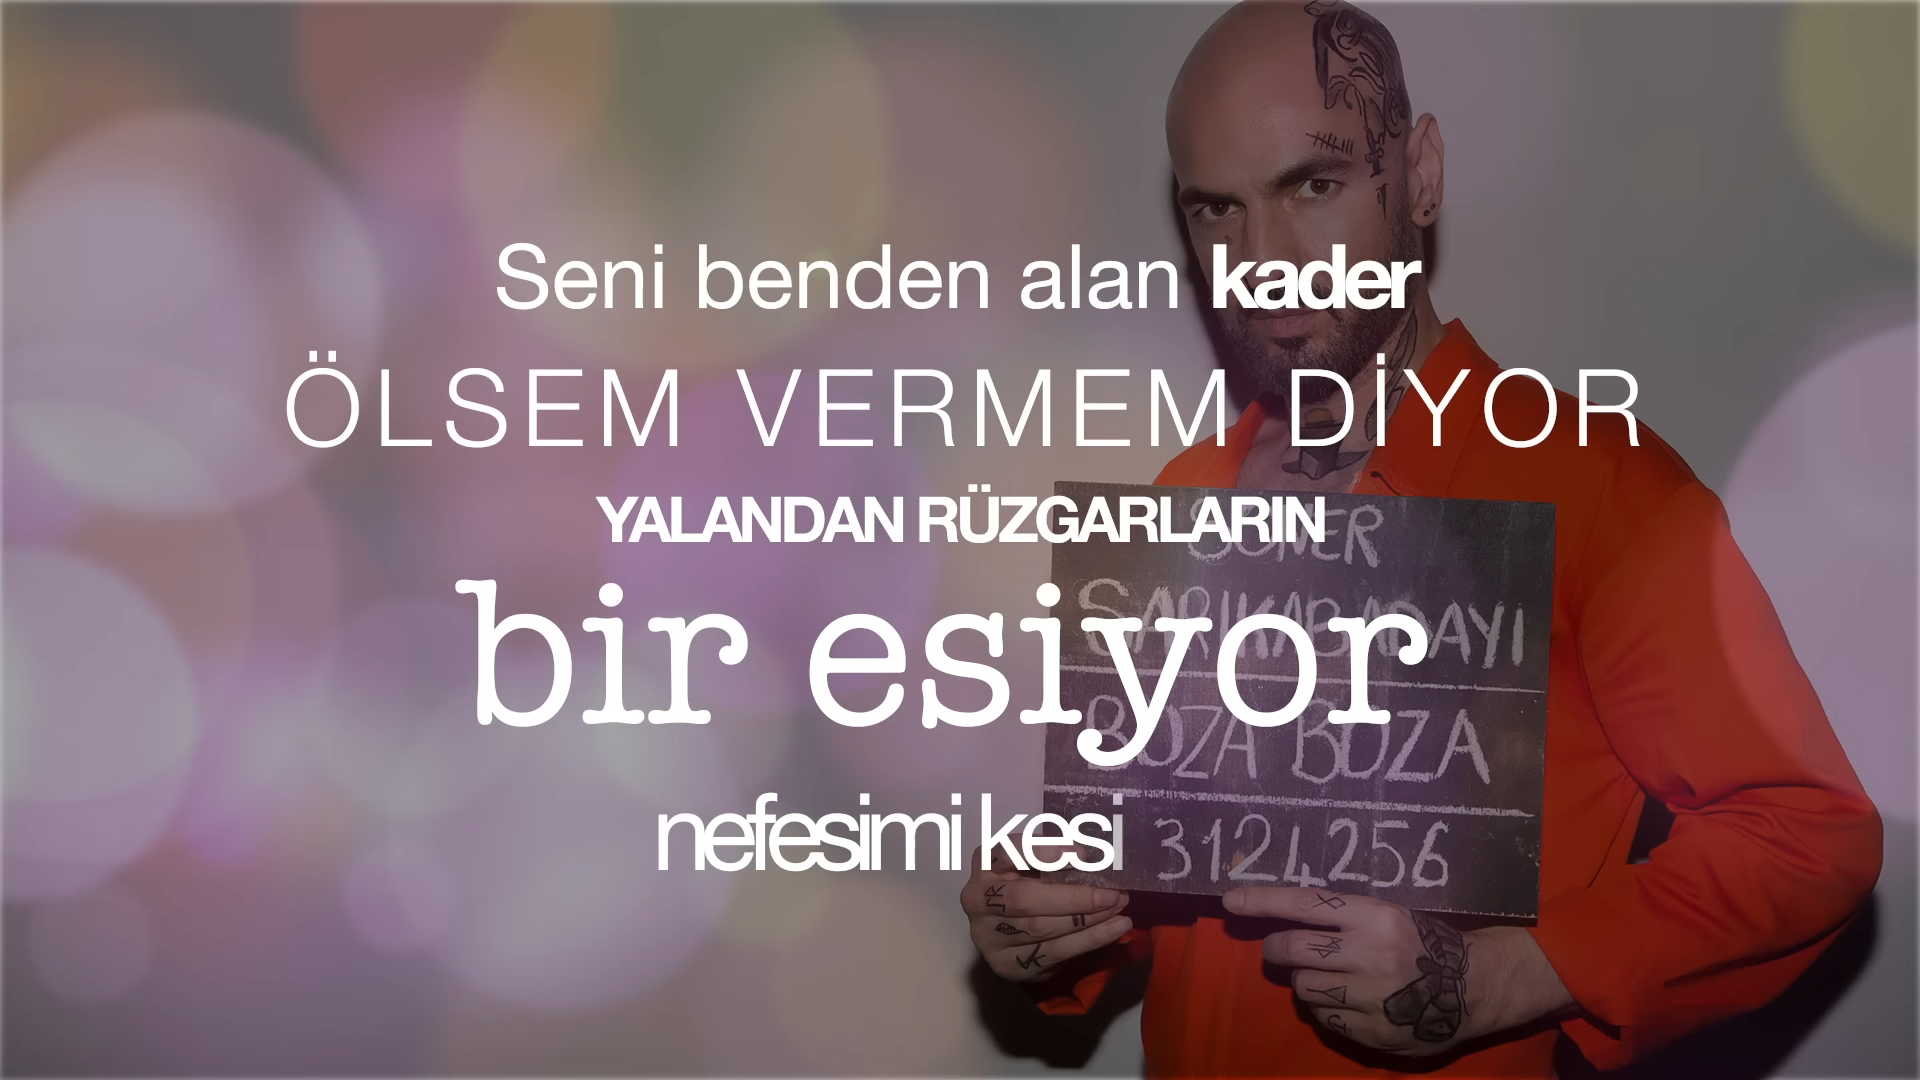 Seni benden alan kader
ÖLSEM VERMEM DİYOR
YALANDAN RÜZGARLARIN
bir esiyor
nefesimi kesi
SONER
SARIKABADAYI
BOZA BOZA
3124256